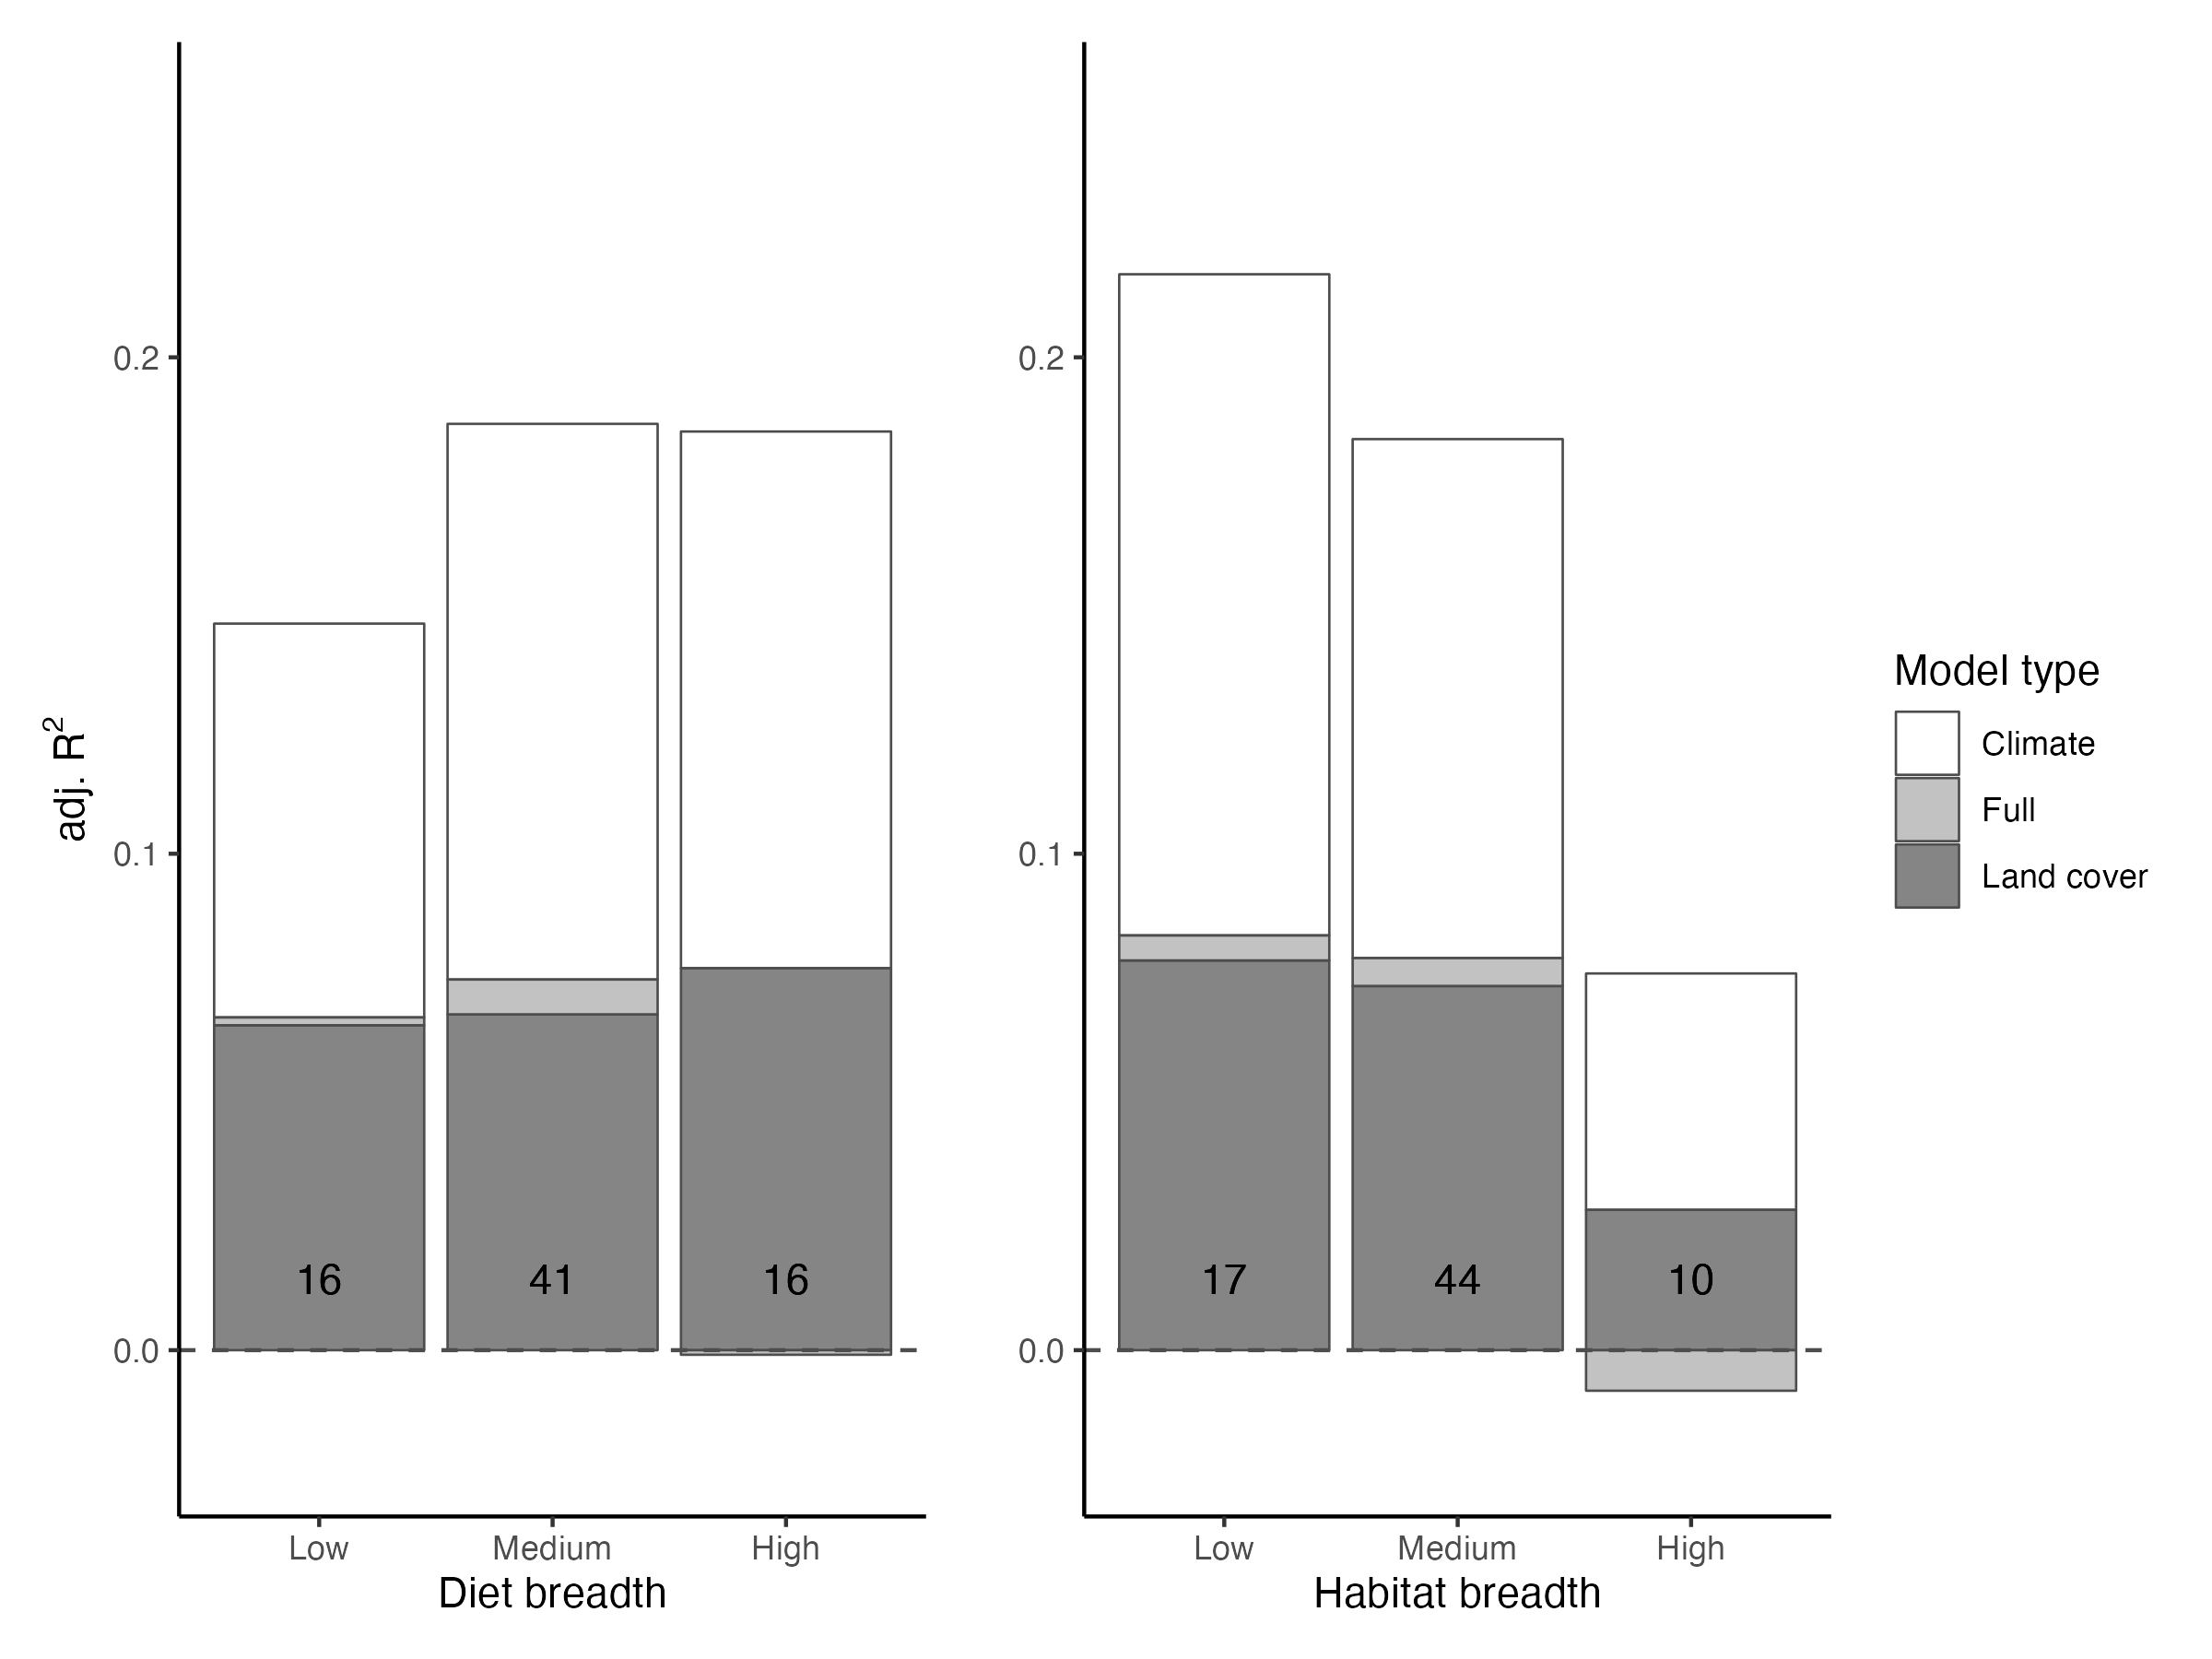 adj. R²
0.2
0.1
0.0
16
41
16
Low
Medium
High
Diet breadth
0.2
0.1
0.0
17
44
10
Low
Medium
High
Habitat breadth
Model type
Climate
Full
Land cover